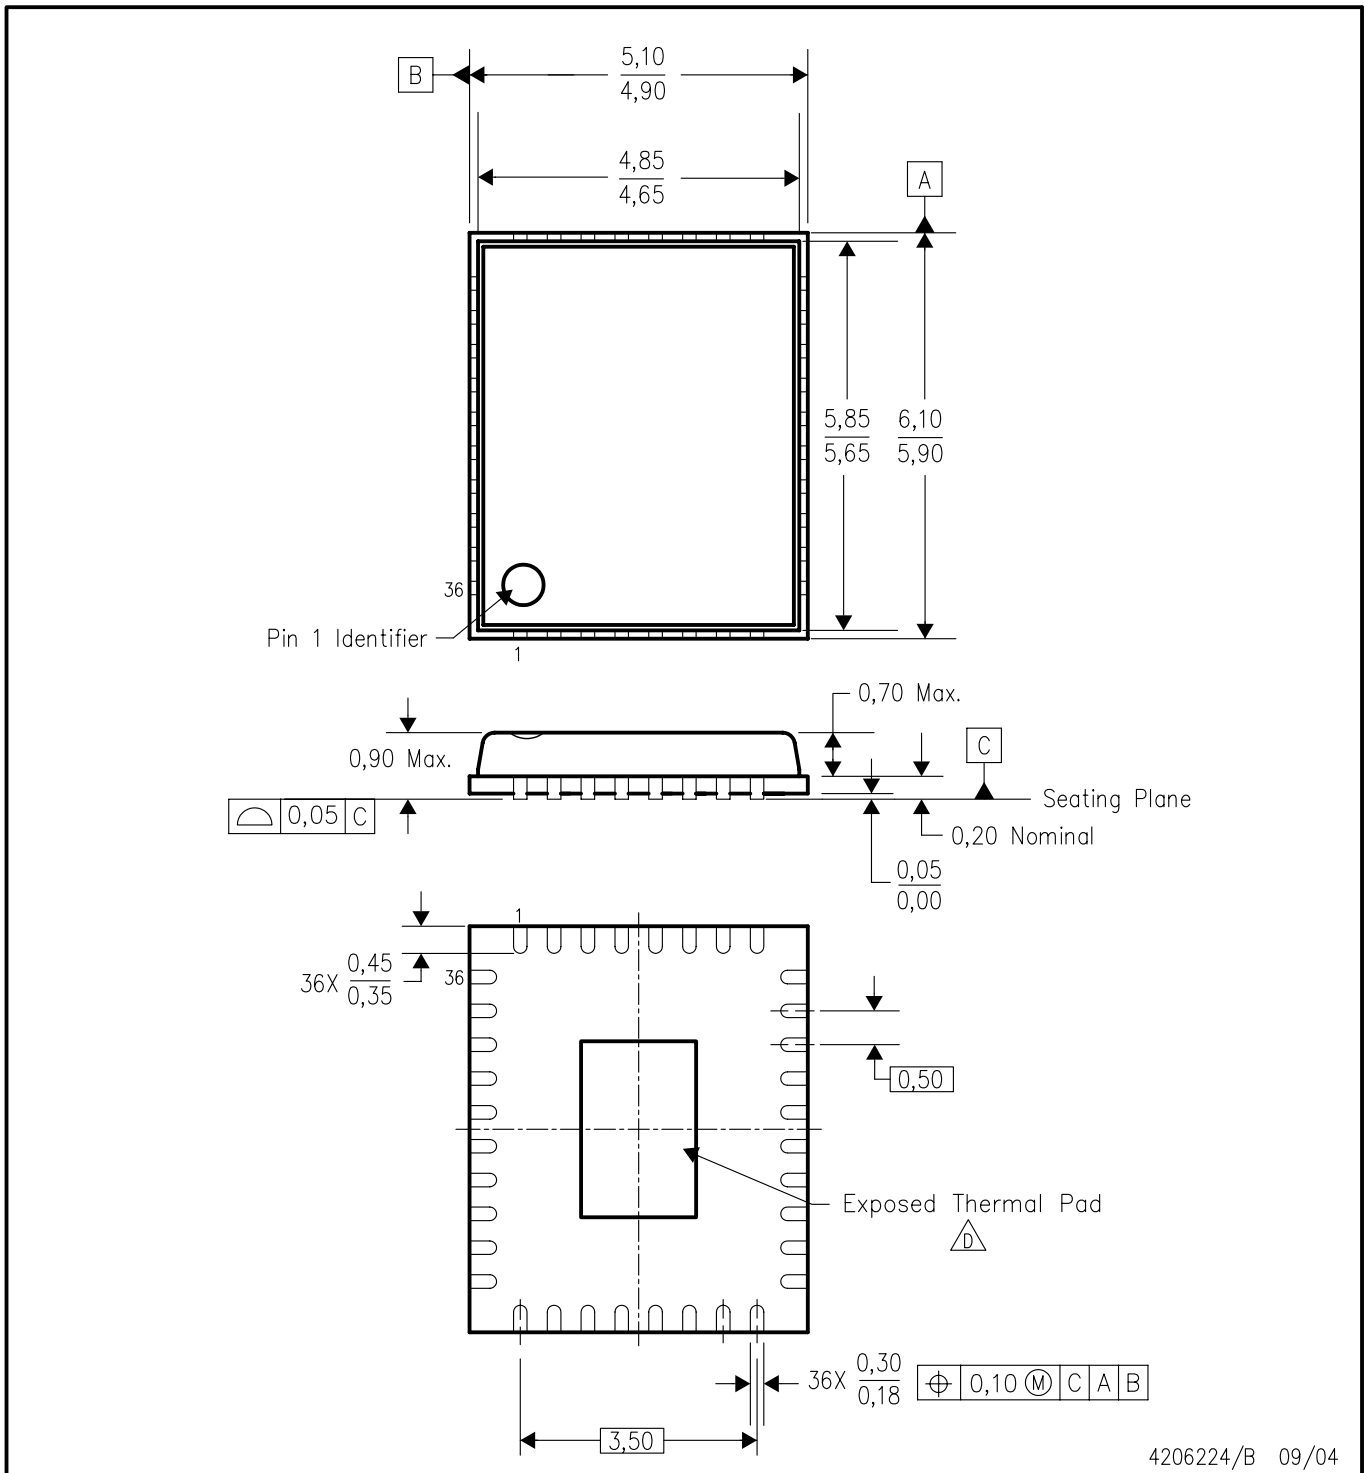 B
5,10
4,90
4,85
4,65
A
5,85
5,65
6,10
5,90
36
Pin 1 Identifier
1
0,70 Max.
0,90 Max.
C
0,05 C
Seating Plane
0,20 Nominal
0,05
0,00
1
36X 0,45
0,35
36
0,50
Exposed Thermal Pad
D
36X 0,30
0,18
0,10 Ⓜ C A B
3,50
4206224/B 09/04